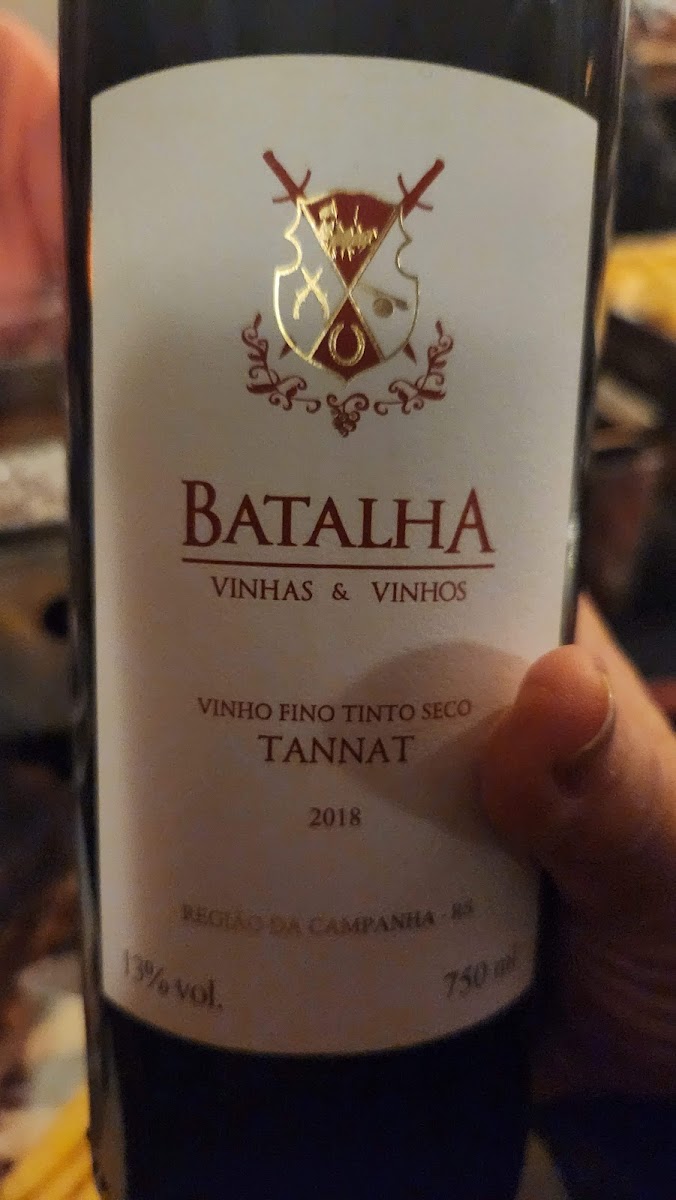 BATALHA
VINHAS & VINHOS
VINHO FINO TINTO SECO
TANNAT
2018
REGIÃO DA CAMPANHA - RS
13% vol.
750 ml